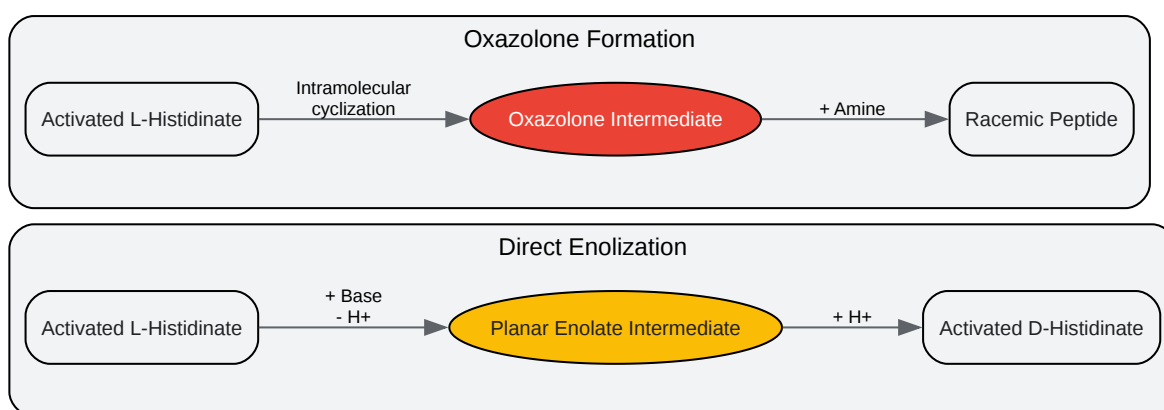 Oxazolone Formation
Activated L-Histidinate
Intramolecular
cyclization
Oxazolone Intermediate
+ Amine
Racemic Peptide
Direct Enolization
Activated L-Histidinate
+ Base
- H+
Planar Enolate Intermediate
+ H+
Activated D-Histidinate